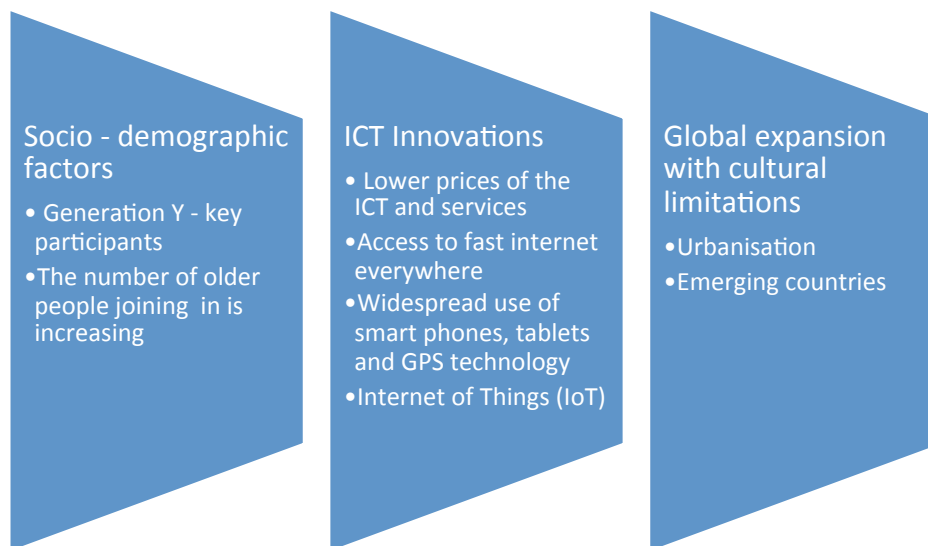 Socio - demographic
factors
• Generation Y - key
participants
•The number of older
people joining in is
increasing
ICT Innovations
• Lower prices of the
ICT and services
•Access to fast internet
everywhere
•Widespread use of
smart phones, tablets
and GPS technology
•Internet of Things (IoT)
Global expansion
with cultural
limitations
•Urbanisation
•Emerging countries